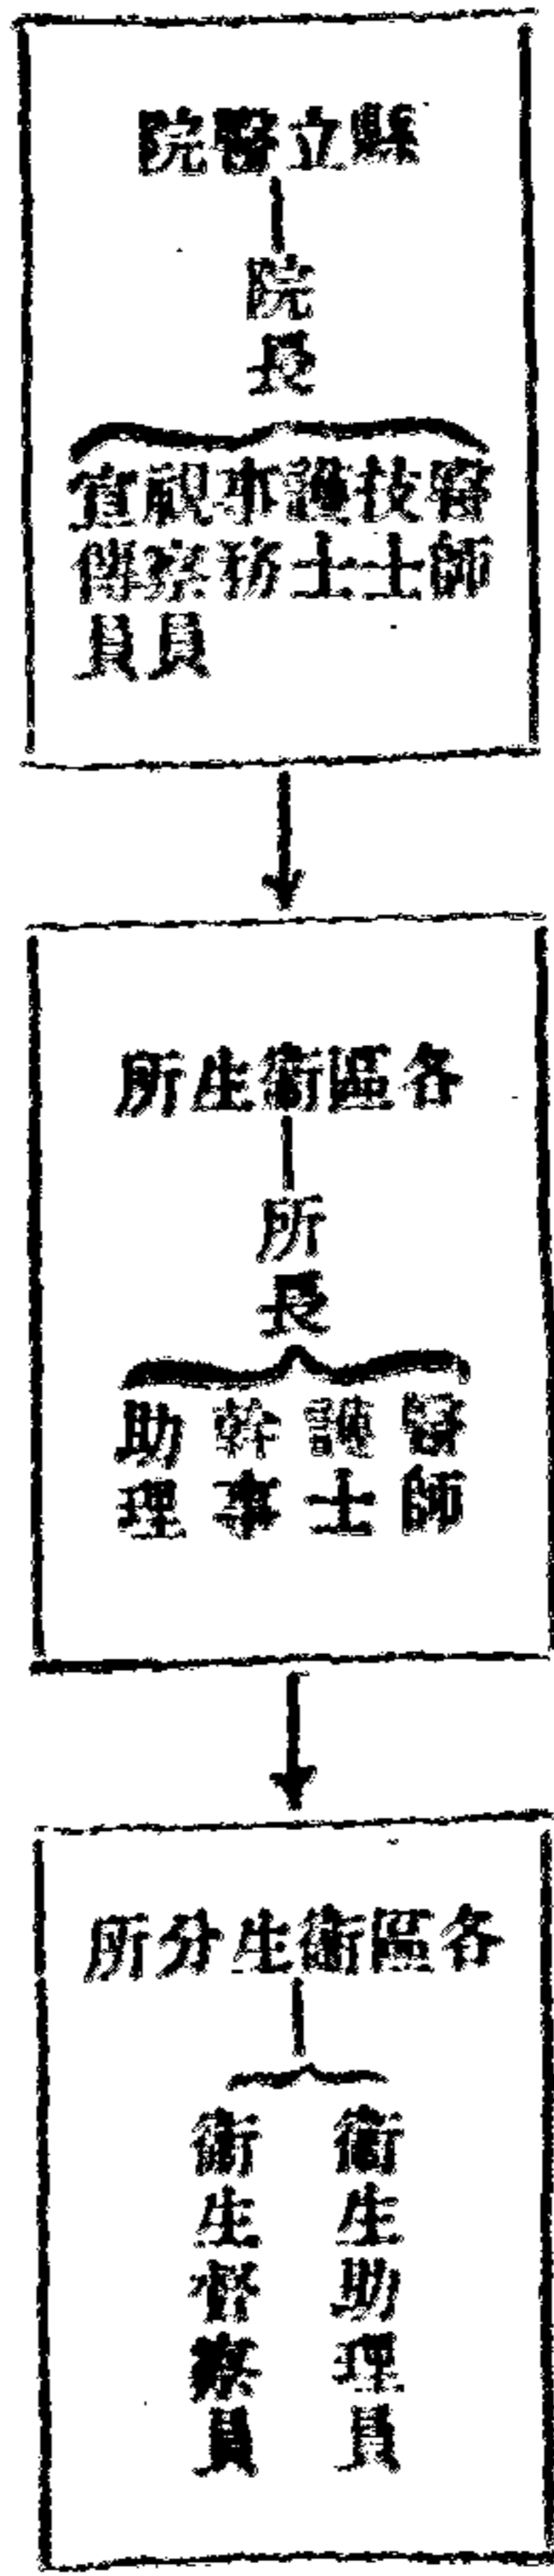 縣立醫院
院長
醫師
技士
護士
事務
視察員
宣傳員
各區衛生所
所長
醫師
護士
幹事
助理
各區衛生分所
衛生助理員
衛生督察員